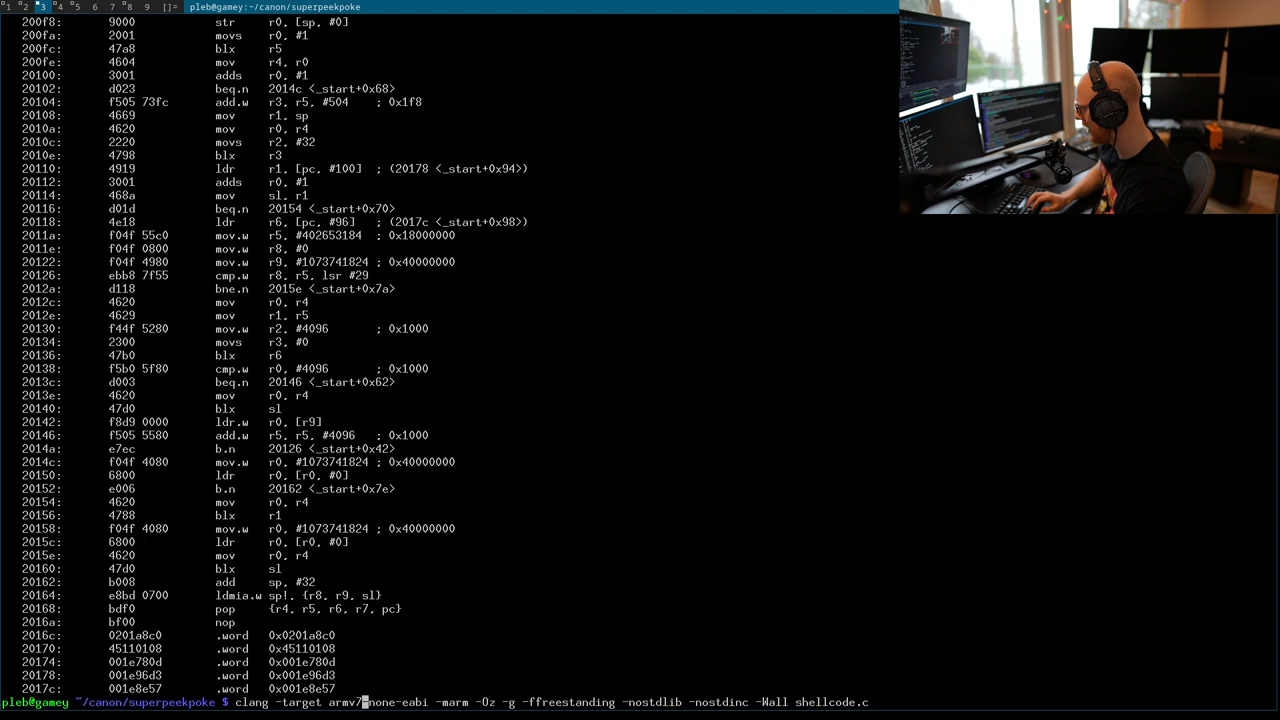 1 2 3 4 5 6 7 8 9 []= pleb@gamey:~/canon/superpeekpoke
200f8: 9000 str r0, [sp, #0]
200fa: 2001 movs r0, #1
200fc: 47a8 blx r5
200fe: 4604 mov r4, r0
20100: 3001 adds r0, #1
20102: d023 beq.n 2014c <_start+0x68>
20104: f505 73fc add.w r3, r5, #504 ; 0x1f8
20108: 4669 mov r1, sp
2010a: 4620 mov r0, r4
2010c: 2220 movs r2, #32
2010e: 4798 blx r3
20110: 4919 ldr r1, [pc, #100] ; (20178 <_start+0x94>)
20112: 3001 adds r0, #1
20114: 468a mov sl, r1
20116: d01d beq.n 20154 <_start+0x70>
20118: 4e18 ldr r6, [pc, #96] ; (2017c <_start+0x98>)
2011a: f04f 55c0 mov.w r5, #402653184 ; 0x18000000
2011e: f04f 0800 mov.w r8, #0
20122: f04f 4980 mov.w r9, #1073741824 ; 0x40000000
20126: ebb8 7f55 cmp.w r8, r5, lsr #29
2012a: d118 bne.n 2015e <_start+0x7a>
2012c: 4620 mov r0, r4
2012e: 4629 mov r1, r5
20130: f44f 5280 mov.w r2, #4096 ; 0x1000
20134: 2300 movs r3, #0
20136: 47b0 blx r6
20138: f5b0 5f80 cmp.w r0, #4096 ; 0x1000
2013c: d003 beq.n 20146 <_start+0x62>
2013e: 4620 mov r0, r4
20140: 47d0 blx sl
20142: f8d9 0000 ldr.w r0, [r9]
20146: f505 5580 add.w r5, r5, #4096 ; 0x1000
2014a: e7ec b.n 20126 <_start+0x42>
2014c: f04f 4080 mov.w r0, #1073741824 ; 0x40000000
20150: 6800 ldr r0, [r0, #0]
20152: e006 b.n 20162 <_start+0x7e>
20154: 4620 mov r0, r4
20156: 4788 blx r1
20158: f04f 4080 mov.w r0, #1073741824 ; 0x40000000
2015c: 6800 ldr r0, [r0, #0]
2015e: 4620 mov r0, r4
20160: 47d0 blx sl
20162: b008 add sp, #32
20164: e8bd 0700 ldmia.w sp!, {r8, r9, sl}
20168: bdf0 pop {r4, r5, r6, r7, pc}
2016a: bf00 nop
2016c: 0201a8c0 .word 0x0201a8c0
20170: 45110108 .word 0x45110108
20174: 001e780d .word 0x001e780d
20178: 001e96d3 .word 0x001e96d3
2017c: 001e8e57 .word 0x001e8e57
pleb@gamey ~/canon/superpeekpoke $ clang -target armv7-none-eabi -marm -Oz -g -ffreestanding -nostdlib -nostdinc -Wall shellcode.c